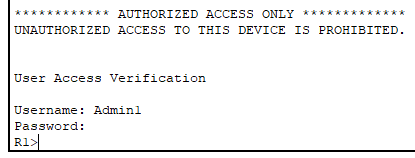 ************ AUTHORIZED ACCESS ONLY *************
UNAUTHORIZED ACCESS TO THIS DEVICE IS PROHIBITED.
User Access Verification
Username: Admin1
Password:
R1>